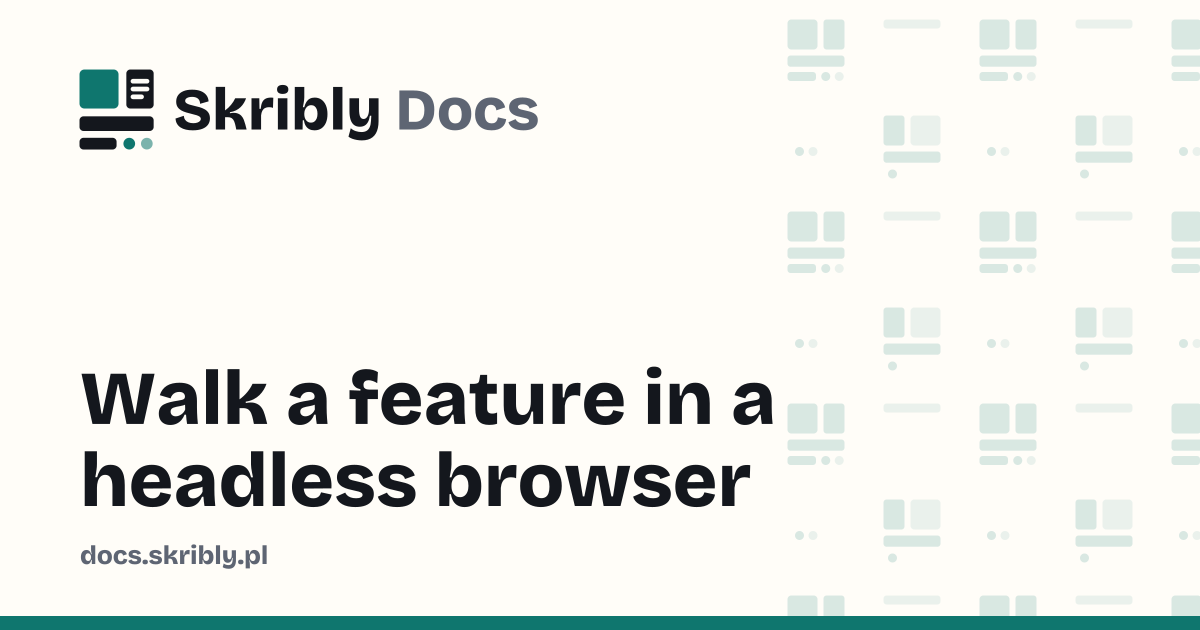 Skribly Docs
Walk a feature in a
headless browser
docs.skribly.pl